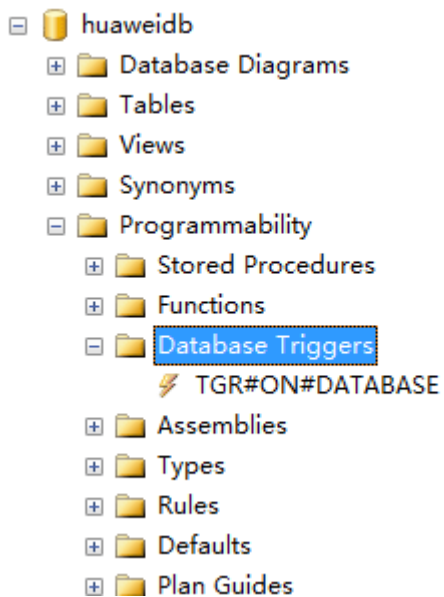 huaweidb
Database Diagrams
Tables
Views
Synonyms
Programmability
Stored Procedures
Functions
Database Triggers
TGR#ON#DATABASE
Assemblies
Types
Rules
Defaults
Plan Guides